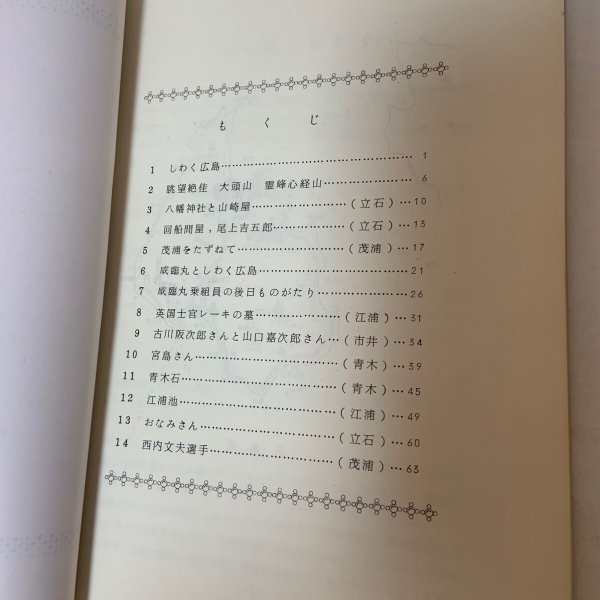 もくじ
1 しわく広島…………………………………… 1
2 眺望絶佳 大頭山 霊峰心経山……………… 6
3 八幡神社と山崎屋………………(立石)…10
4 回船問屋,尾上吉五郎……………(立石)…13
5 茂浦をたずねて…………………(茂浦)…17
6 咸臨丸としわく広島…………………………21
7 咸臨丸乗組員の後日ものがたり……………26
8 英国士官レーキの墓……………(江浦)…31
9 古川阪次郎さんと山口嘉次郎さん…(市井)…34
10 宮島さん…………………………(青木)…39
11 青木石……………………………(青木)…45
12 江浦池……………………………(江浦)…49
13 おなみさん………………………(立石)…60
14 西内文夫選手……………………(茂浦)…63